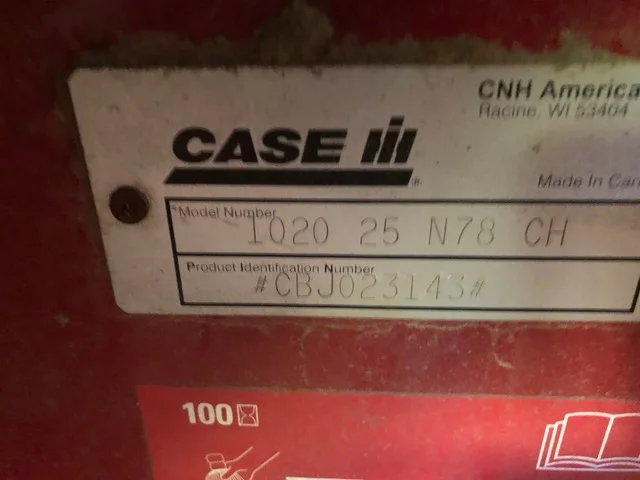 CNH America
Racine, WI 53404
CASE IH
Made In Can
*Model Number
1020 25 N78 CH
Product Identification Number
#CBJ023143#
100